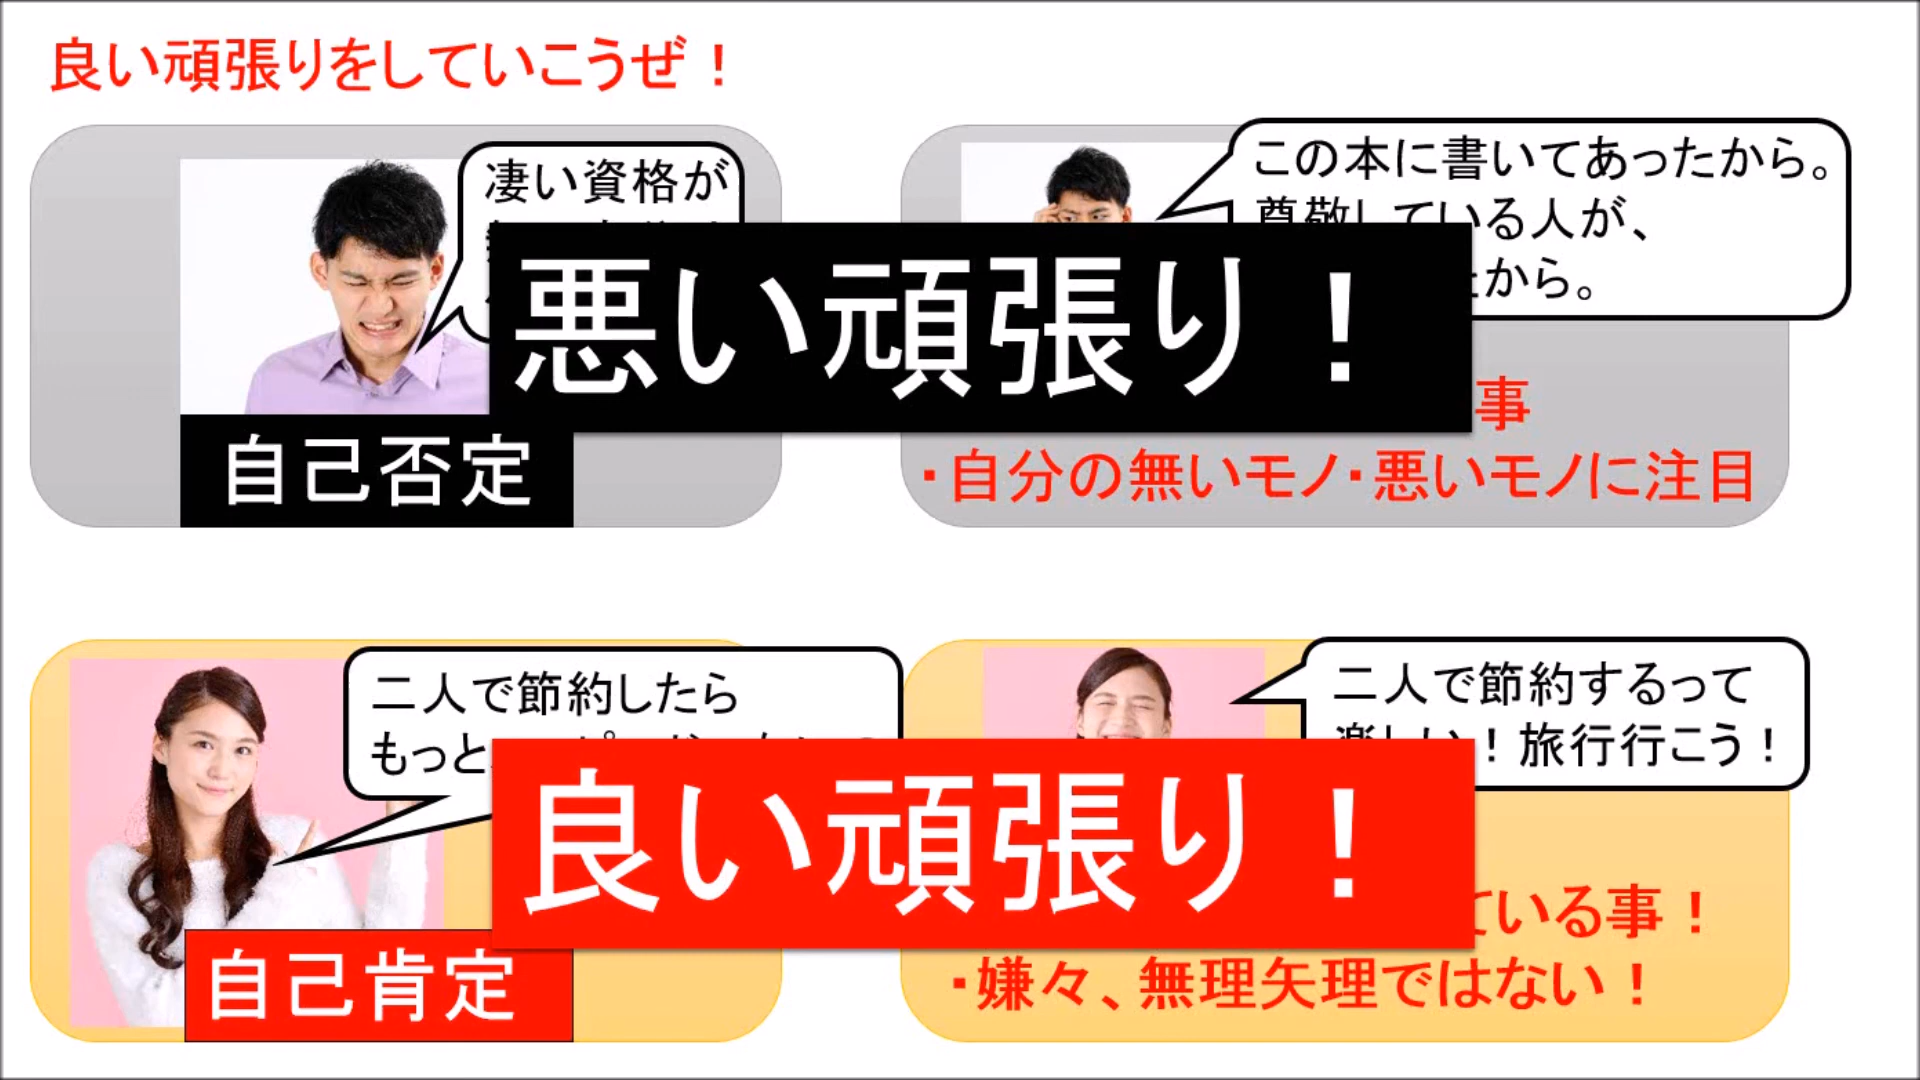 良い頑張りをしていこうぜ！
凄い資格が
この本に書いてあったから。
尊敬している人が、
から。
悪い頑張り！
事
・自分の無いモノ・悪いモノに注目
自己否定
二人で節約したら
もっと
二人で節約するって
楽しい！旅行行こう！
良い頑張り！
ている事！
・嫌々、無理矢理ではない！
自己肯定